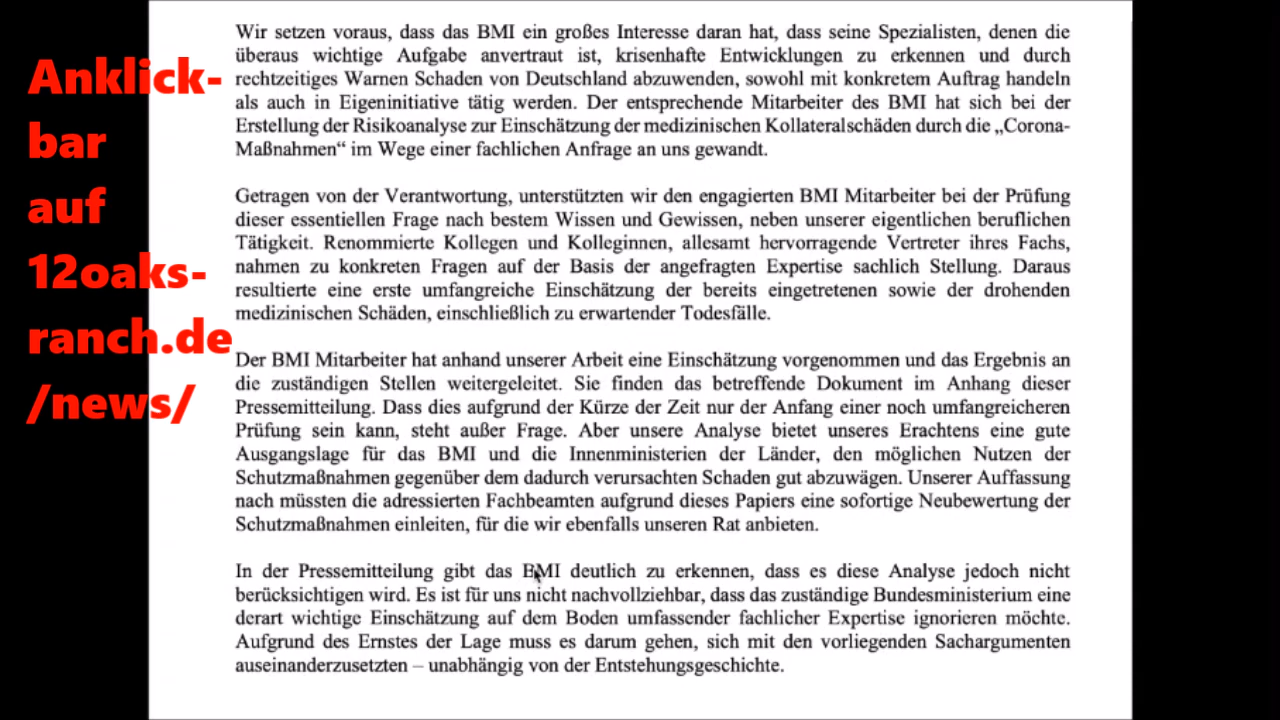 Anklick-
bar
auf
12oaks-
ranch.de
/news/
Wir setzen voraus, dass das BMI ein großes Interesse daran hat, dass seine Spezialisten, denen die
überaus wichtige Aufgabe anvertraut ist, krisenhafte Entwicklungen zu erkennen und durch
rechtzeitiges Warnen Schaden von Deutschland abzuwenden, sowohl mit konkretem Auftrag handeln
als auch in Eigeninitiative tätig werden. Der entsprechende Mitarbeiter des BMI hat sich bei der
Erstellung der Risikoanalyse zur Einschätzung der medizinischen Kollateralschäden durch die „Corona-
Maßnahmen“ im Wege einer fachlichen Anfrage an uns gewandt.
Getragen von der Verantwortung, unterstützten wir den engagierten BMI Mitarbeiter bei der Prüfung
dieser essentiellen Frage nach bestem Wissen und Gewissen, neben unserer eigentlichen beruflichen
Tätigkeit. Renommierte Kollegen und Kolleginnen, allesamt hervorragende Vertreter ihres Fachs,
nahmen zu konkreten Fragen auf der Basis der angefragten Expertise sachlich Stellung. Daraus
resultierte eine erste umfangreiche Einschätzung der bereits eingetretenen sowie der drohenden
medizinischen Schäden, einschließlich zu erwartender Todesfälle.
Der BMI Mitarbeiter hat anhand unserer Arbeit eine Einschätzung vorgenommen und das Ergebnis an
die zuständigen Stellen weitergeleitet. Sie finden das betreffende Dokument im Anhang dieser
Pressemitteilung. Dass dies aufgrund der Kürze der Zeit nur der Anfang einer noch umfangreicheren
Prüfung sein kann, steht außer Frage. Aber unsere Analyse bietet unseres Erachtens eine gute
Ausgangslage für das BMI und die Innenministerien der Länder, den möglichen Nutzen der
Schutzmaßnahmen gegenüber dem dadurch verursachten Schaden gut abzuwägen. Unserer Auffassung
nach müssten die adressierten Fachbeamten aufgrund dieses Papiers eine sofortige Neubewertung der
Schutzmaßnahmen einleiten, für die wir ebenfalls unseren Rat anbieten.
In der Pressemitteilung gibt das BMI deutlich zu erkennen, dass es diese Analyse jedoch nicht
berücksichtigen wird. Es ist für uns nicht nachvollziehbar, dass das zuständige Bundesministerium eine
derart wichtige Einschätzung auf dem Boden umfassender fachlicher Expertise ignorieren möchte.
Aufgrund des Ernstes der Lage muss es darum gehen, sich mit den vorliegenden Sachargumenten
auseinanderzusetzten – unabhängig von der Entstehungsgeschichte.